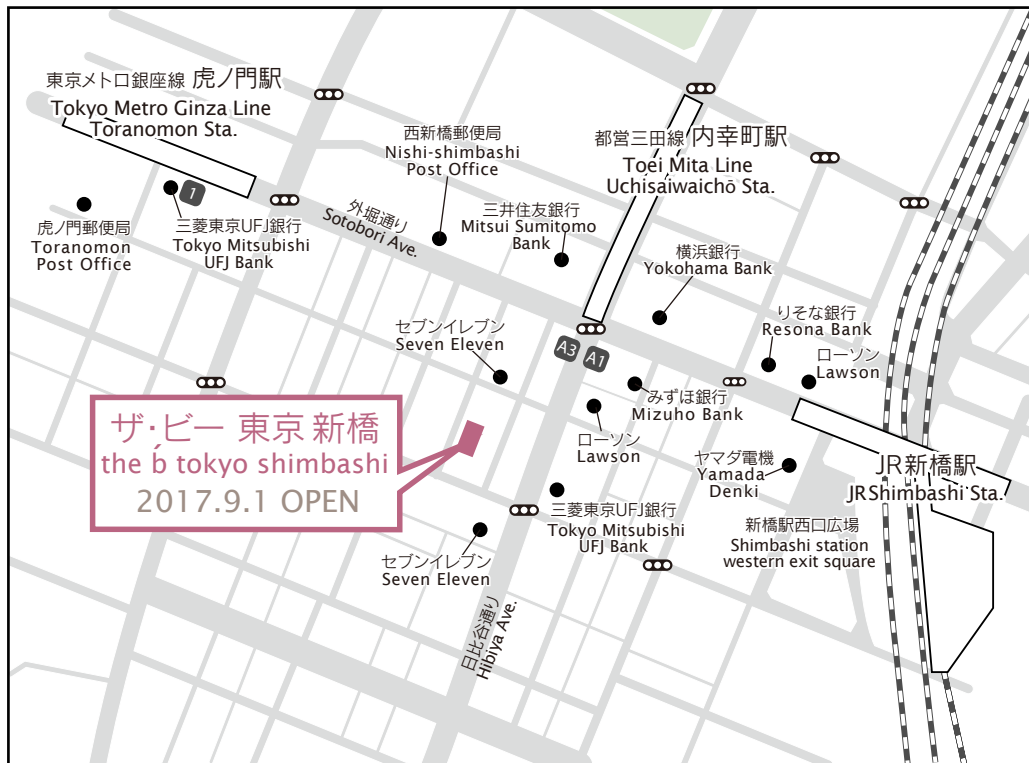 東京メトロ銀座線 虎ノ門駅
Tokyo Metro Ginza Line
Toranomon Sta.
西新橋郵便局
Nishi-shimbashi
Post Office
都営三田線 内幸町駅
Toei Mita Line
Uchisaiwaicho Sta.
1
虎ノ門郵便局
Toranomon
Post Office
三菱東京UFJ銀行
Tokyo Mitsubishi
UFJ Bank
外堀通り
Sotobori Ave.
三井住友銀行
Mitsui Sumitomo
Bank
横浜銀行
Yokohama Bank
りそな銀行
Resona Bank
ローソン
Lawson
セブンイレブン
Seven Eleven
A3
A1
みずほ銀行
Mizuho Bank
ローソン
Lawson
ザ・ビー 東京 新橋
the b́ tokyo shimbashi
2017.9.1 OPEN
ヤマダ電機
Yamada
Denki
JR新橋駅
JRShimbashi Sta.
三菱東京UFJ銀行
Tokyo Mitsubishi
UFJ Bank
新橋駅西口広場
Shimbashi station
western exit square
セブンイレブン
Seven Eleven
日比谷通り
Hibiya Ave.